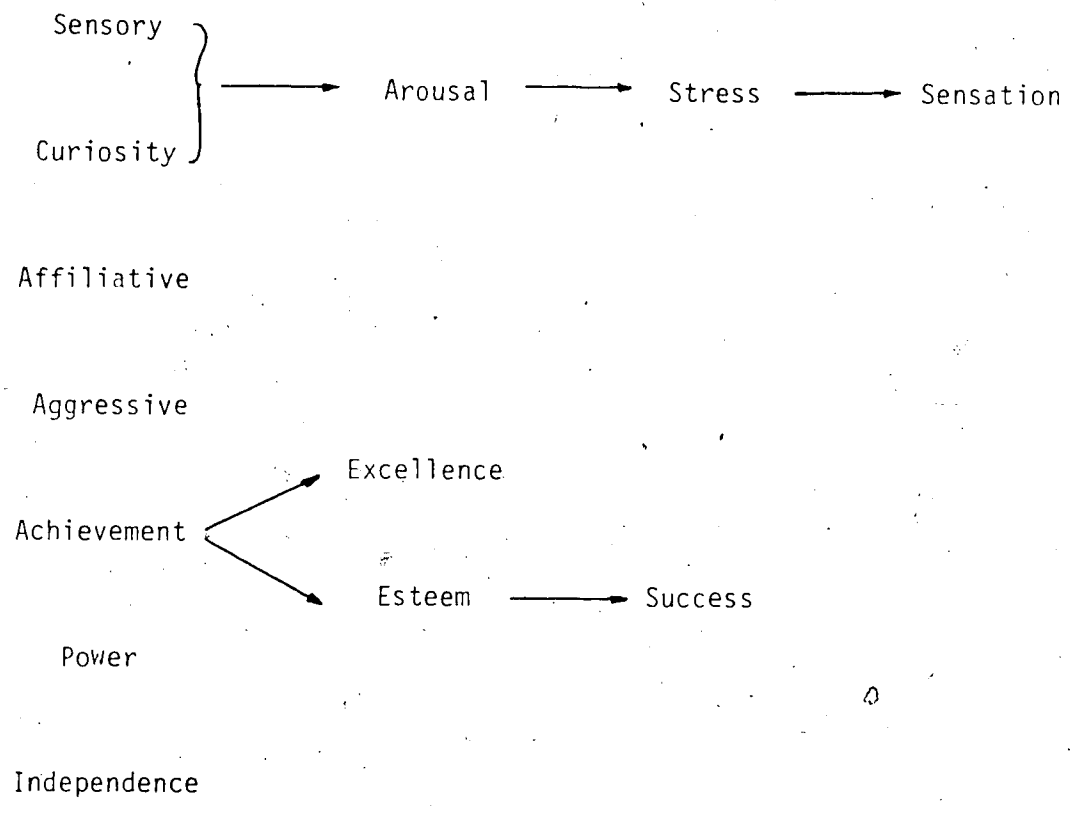 Sensory
Arousal
Stress
Sensation
Curiosity
Affiliative
Aggressive
Excellence
Achievement
Esteem
Success
Power
Independence